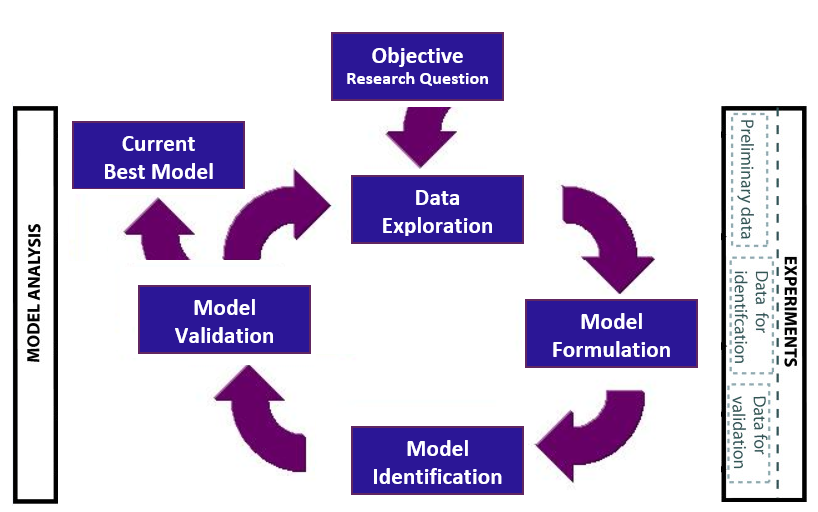 Objective
Research Question
Current
Best Model
Data
Exploration
Model
Validation
Model
Formulation
Model
Identification
MODEL ANALYSIS
Preliminary data
Data for
identifcation
Data for
validation
EXPERIMENTS